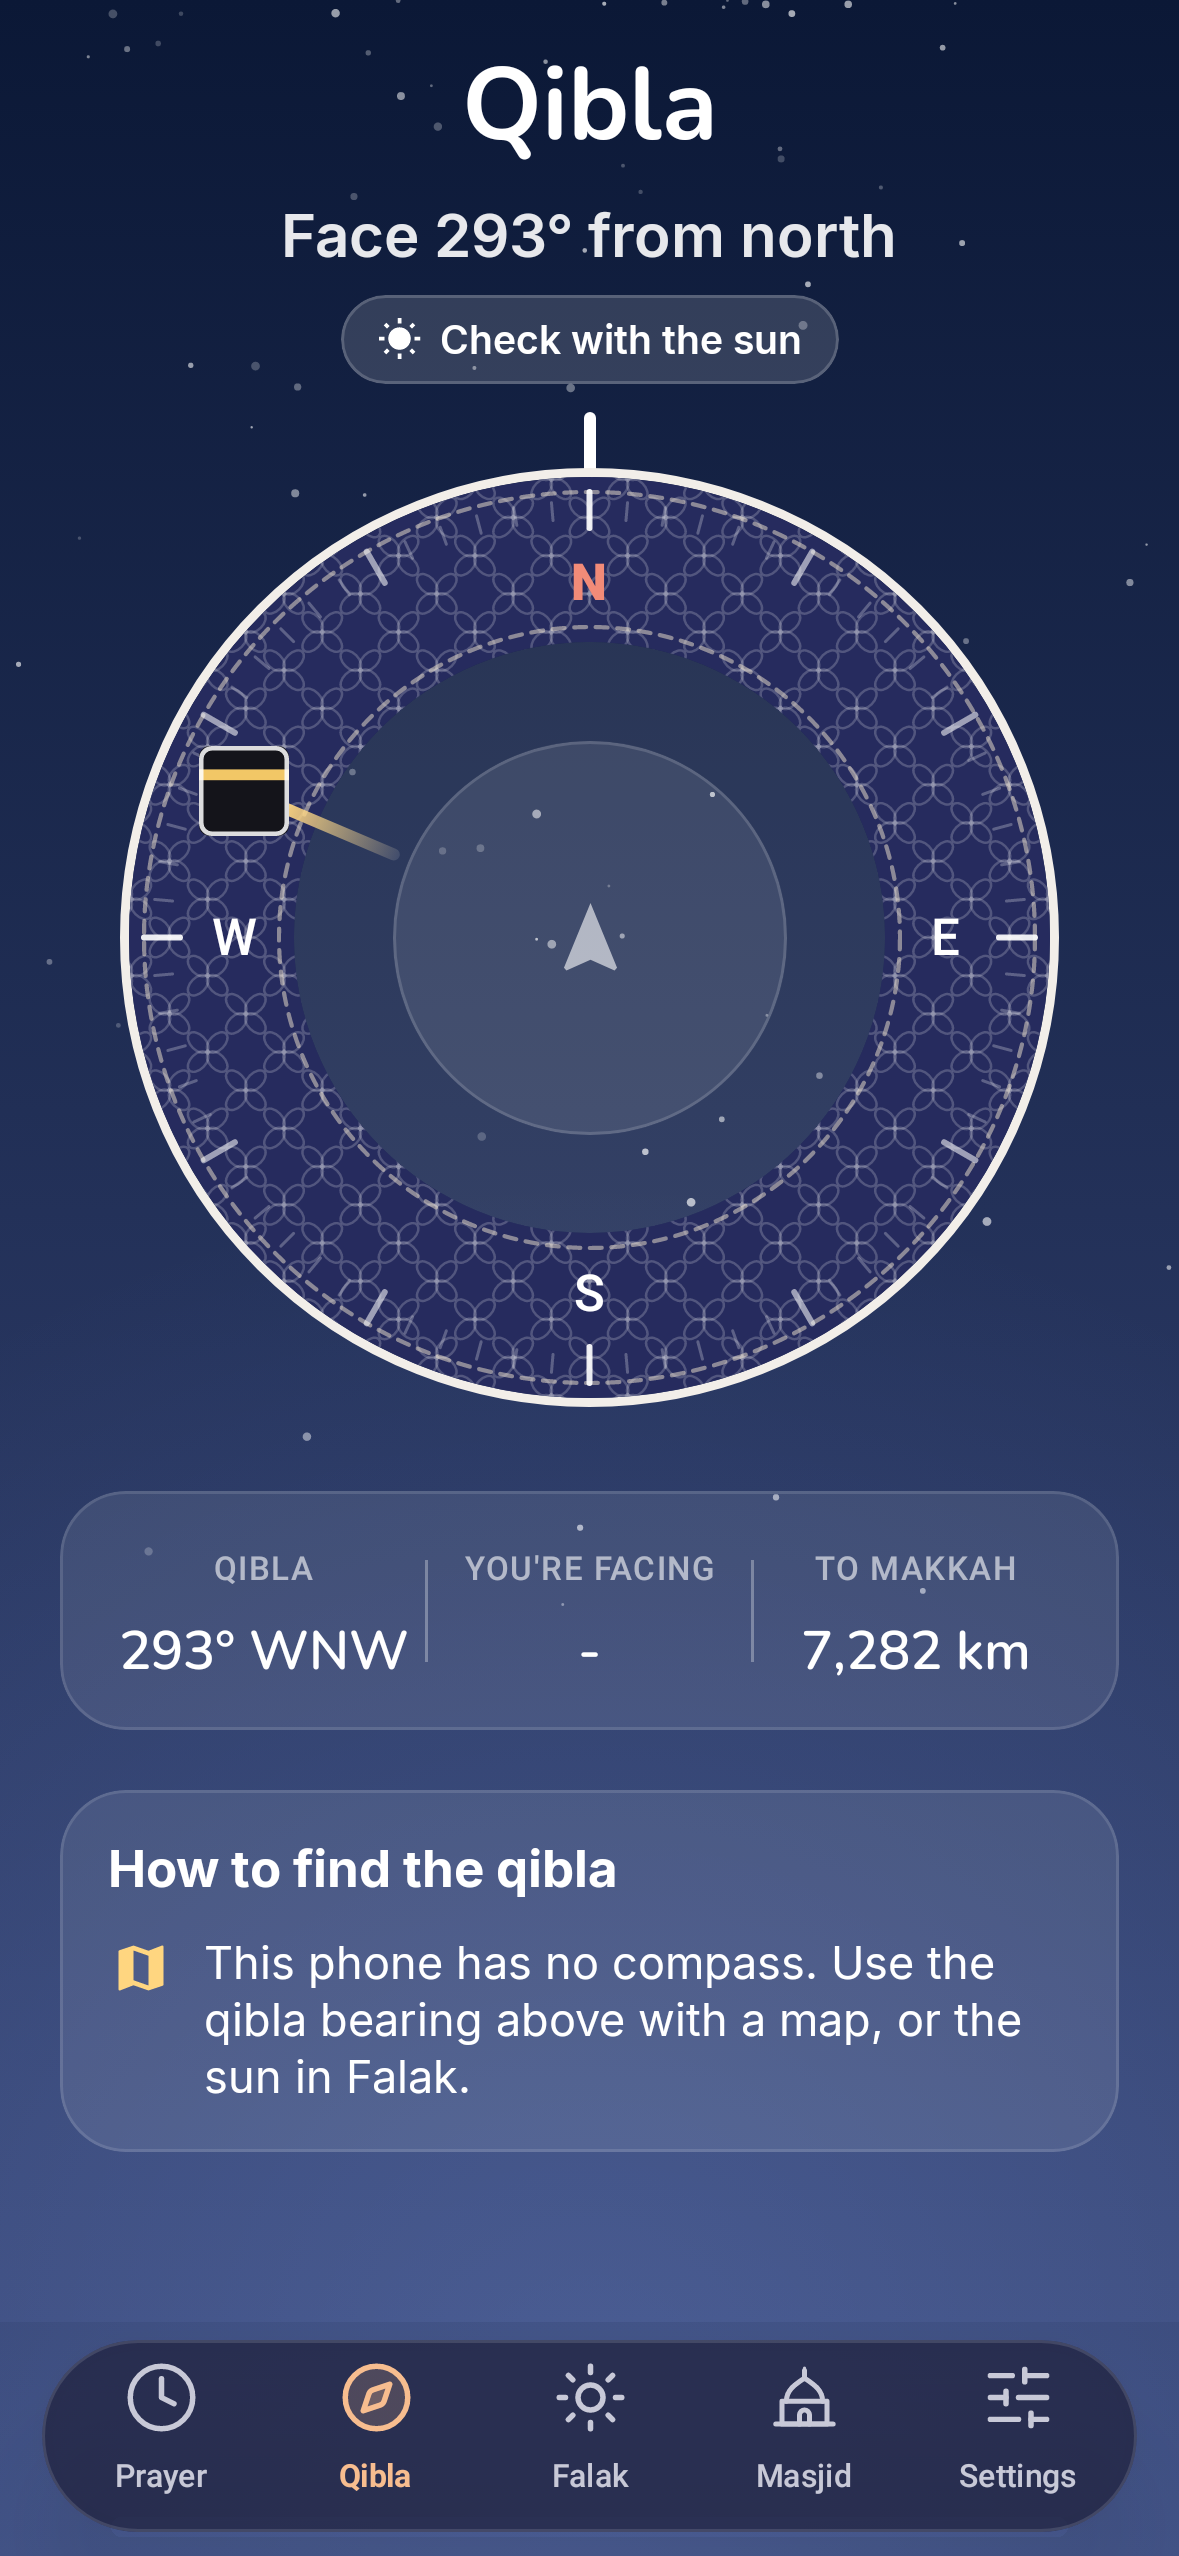 Qibla
Face 293° from north
Check with the sun
N
W
E
S
QIBLA
YOU'RE FACING
TO MAKKAH
293° WNW
-
7,282 km
How to find the qibla
This phone has no compass. Use the
qibla bearing above with a map, or the
sun in Falak.
Prayer
Qibla
Falak
Masjid
Settings